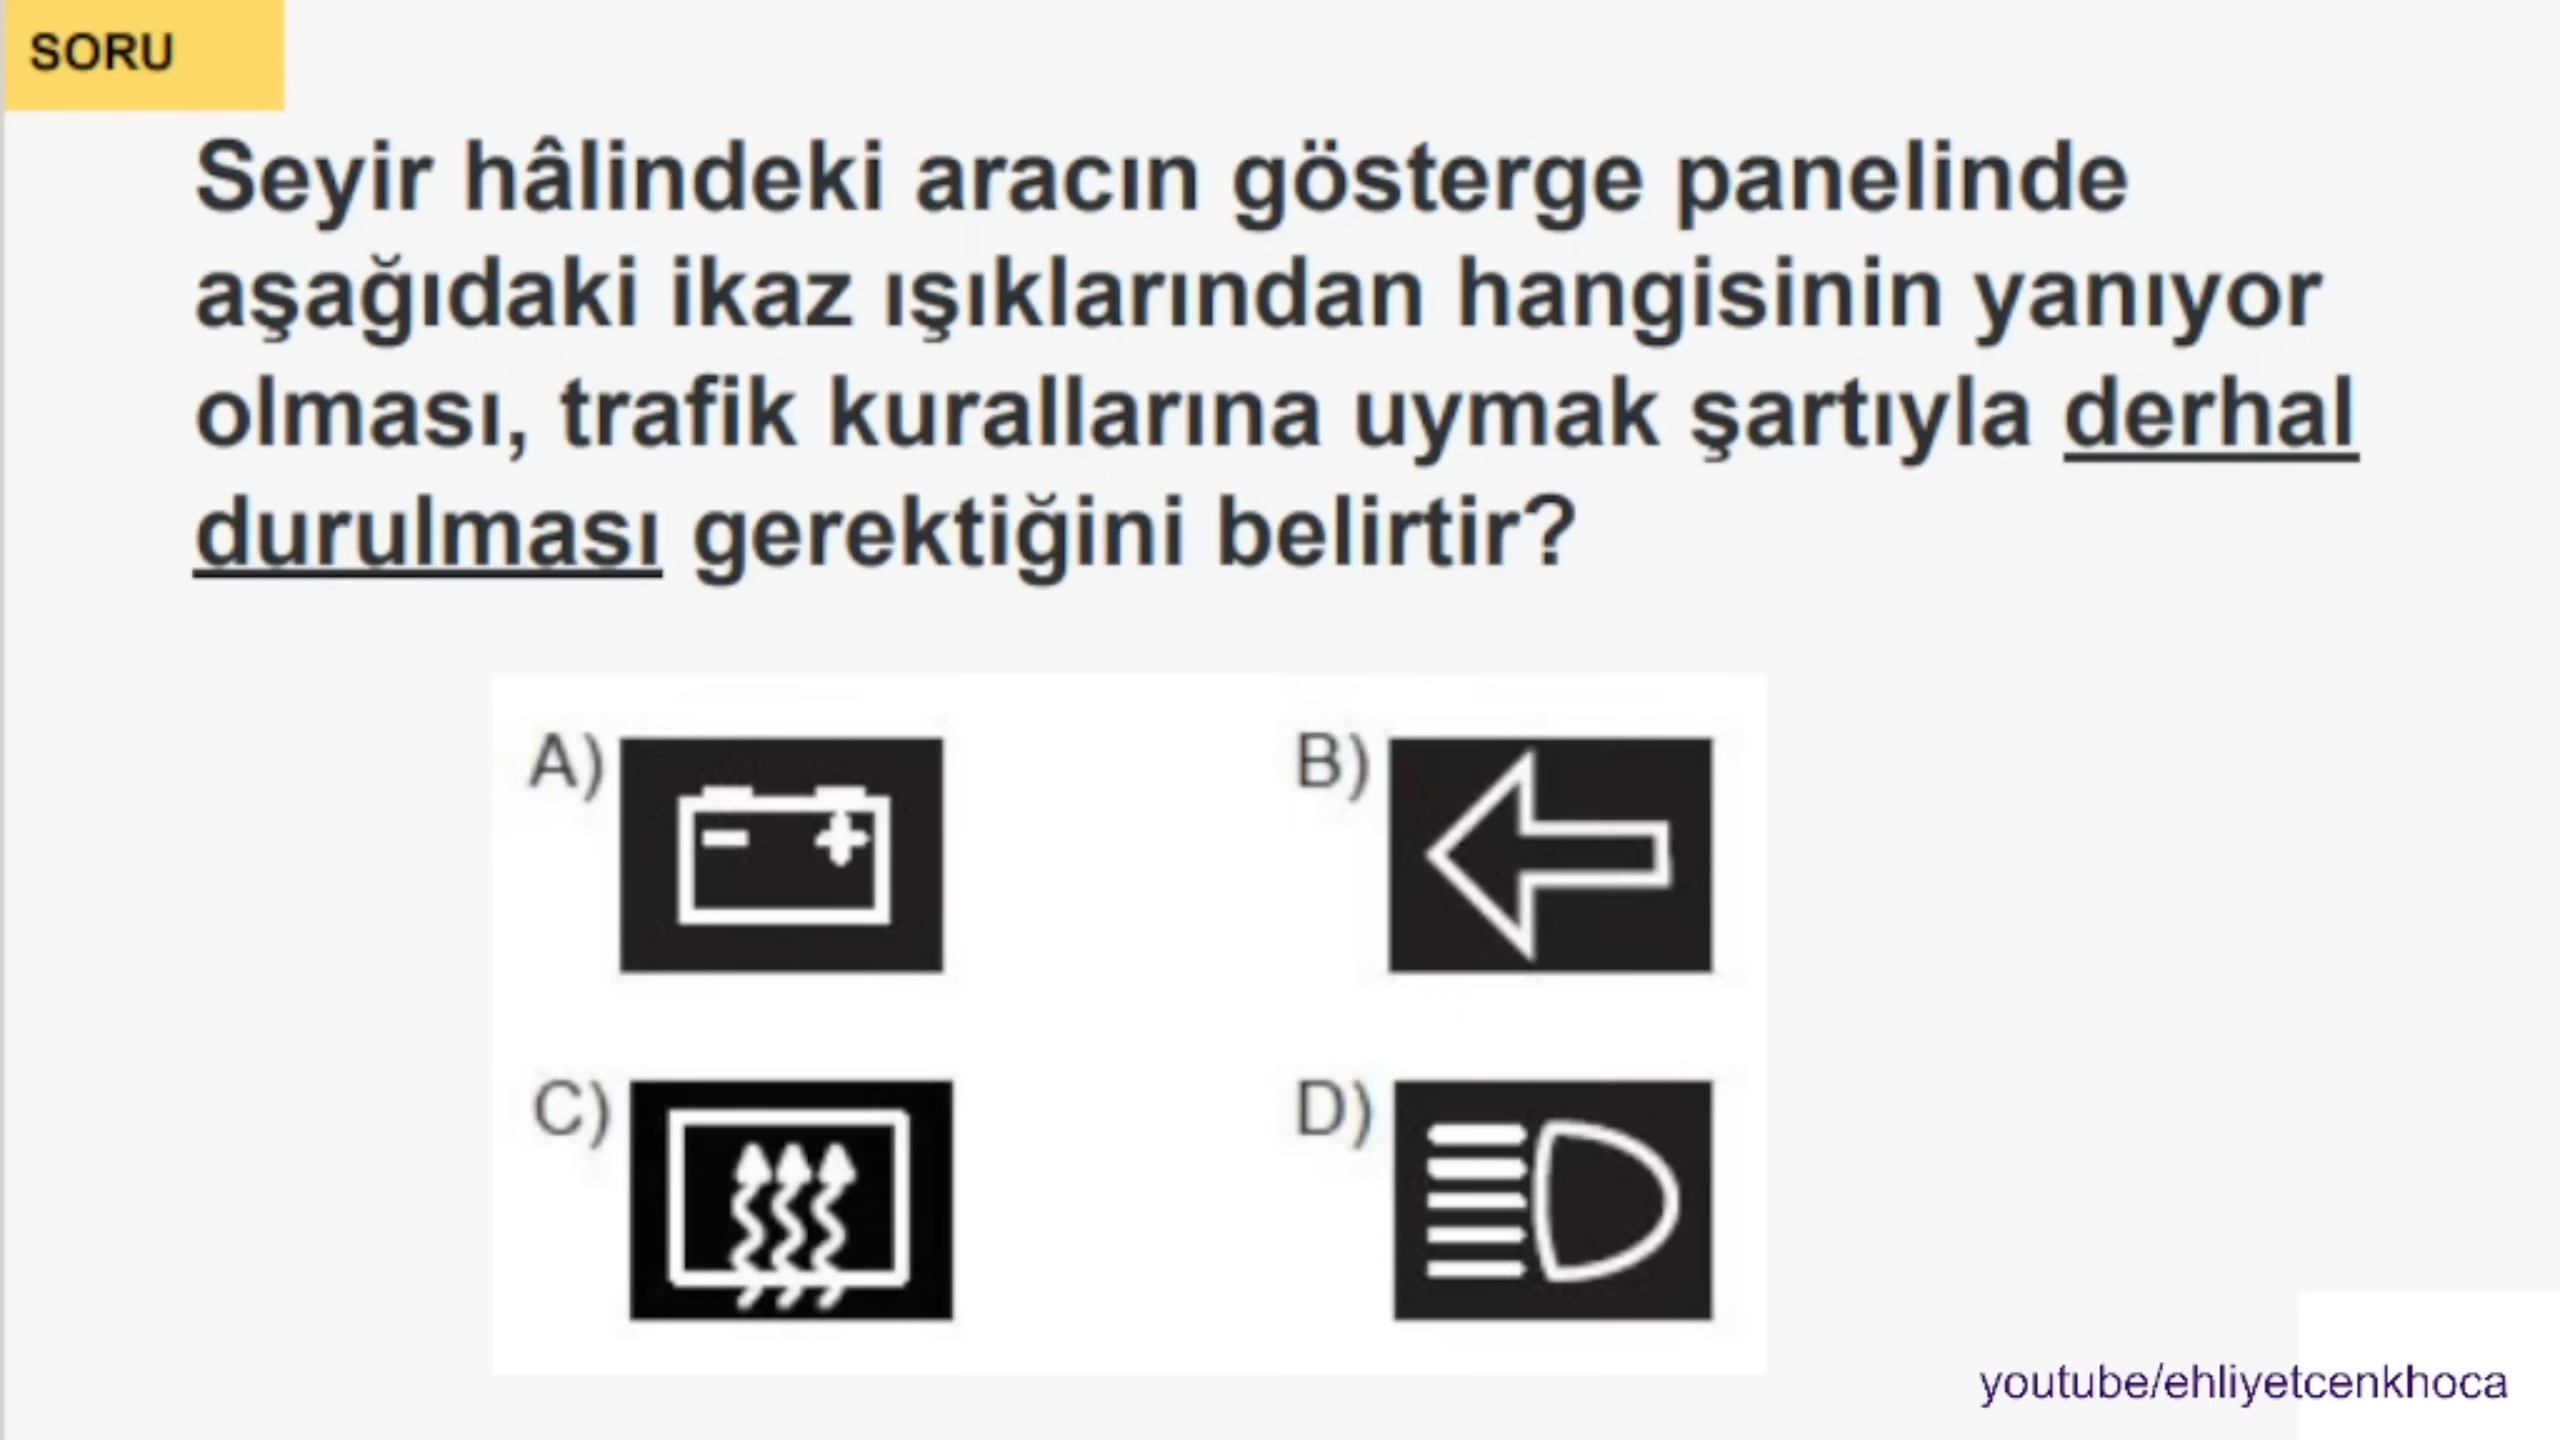 SORU
Seyir hâlindeki aracın gösterge panelinde
aşağıdaki ikaz ışıklarından hangisinin yanıyor
olması, trafik kurallarına uymak şartıyla derhal
durulması gerektiğini belirtir?
A)
B)
C)
D)
youtube/ehliyetcenkhoca